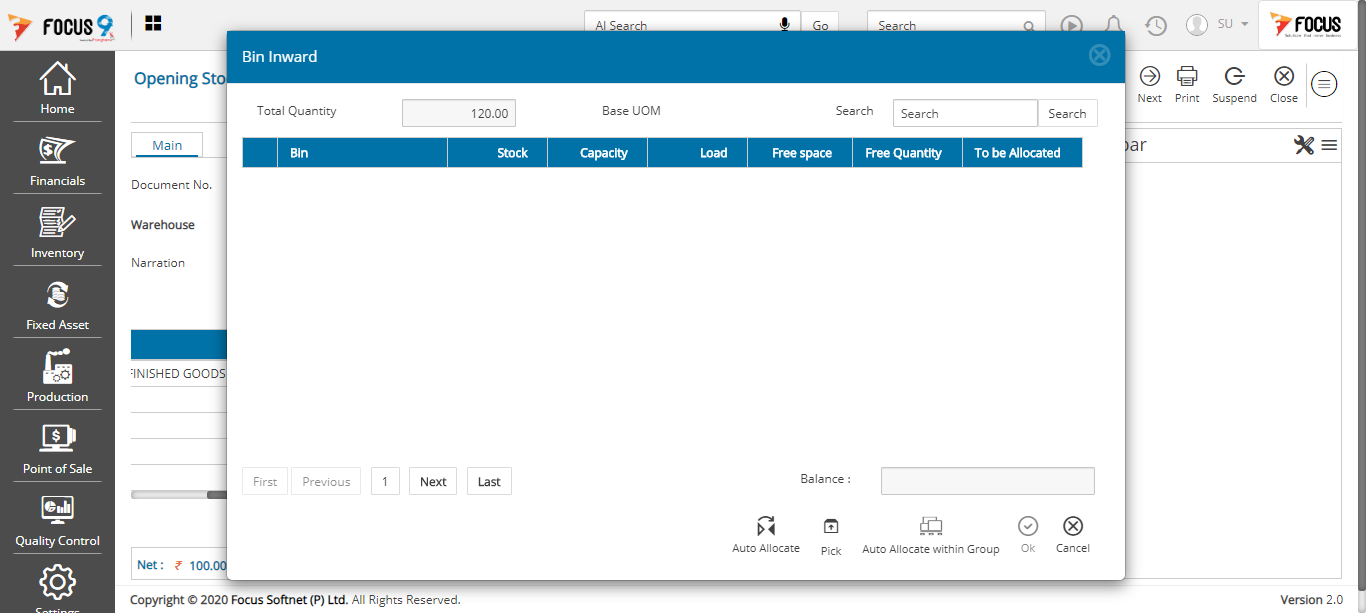 FOCUS 9
AI Search
Go
Search
SU
FOCUS
Home
Financials
Inventory
Fixed Asset
Production
Point of Sale
Quality Control
Settings
Opening Sto
Next
Print
Suspend
Close
Main
bar
Document No.
Warehouse
Narration
FINISHED GOODS
Net : ₹ 100.00
Bin Inward
Total Quantity
120.00
Base UOM
Search
Search
Search
Bin
Stock
Capacity
Load
Free space
Free Quantity
To be Allocated
First
Previous
1
Next
Last
Balance :
Auto Allocate
Pick
Auto Allocate within Group
Ok
Cancel
Copyright © 2020 Focus Softnet (P) Ltd. All Rights Reserved.
Version 2.0